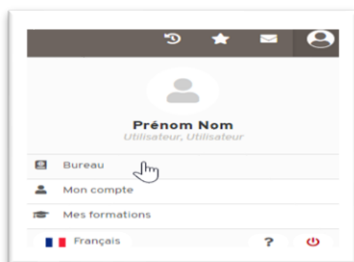 Prénom Nom
Utilisateur, Utilisateur
Bureau
Mon compte
Mes formations
Français ?